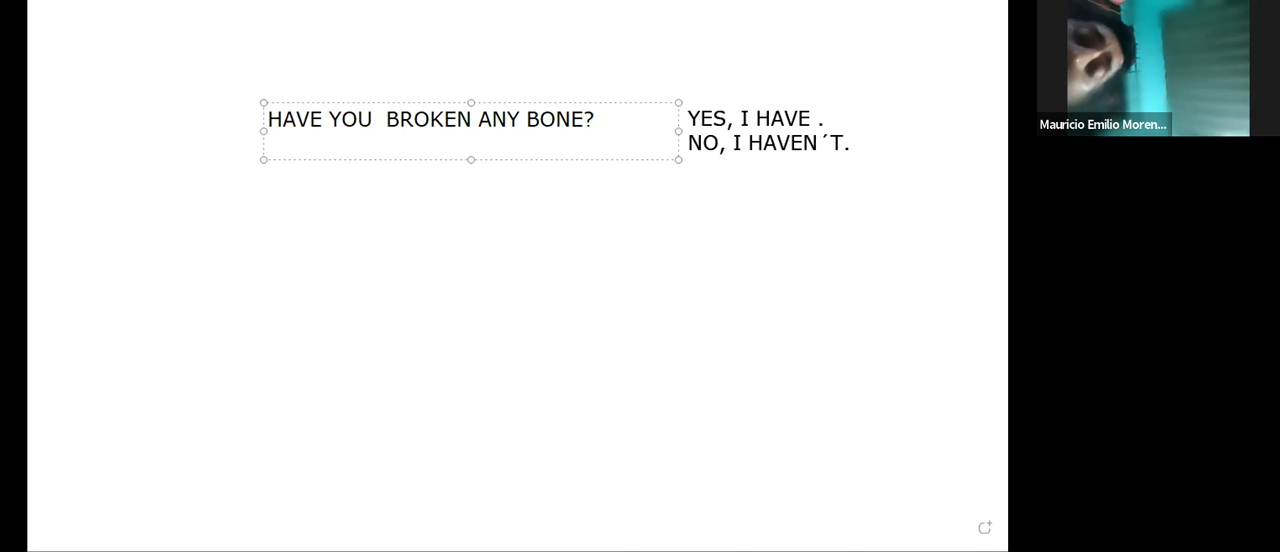 HAVE YOU  BROKEN ANY BONE?
YES, I HAVE .
NO, I HAVEN´T.
Mauricio Emilio Moren...